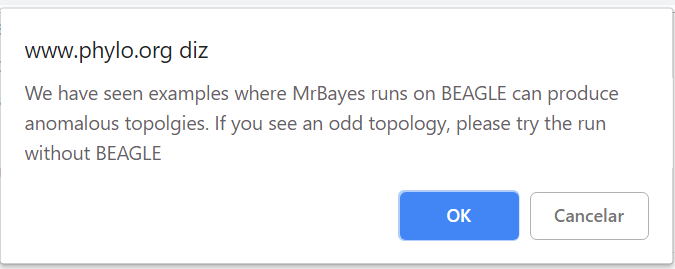 www.phylo.org diz
We have seen examples where MrBayes runs on BEAGLE can produce
anomalous topolgies. If you see an odd topology, please try the run
without BEAGLE
OK
Cancelar